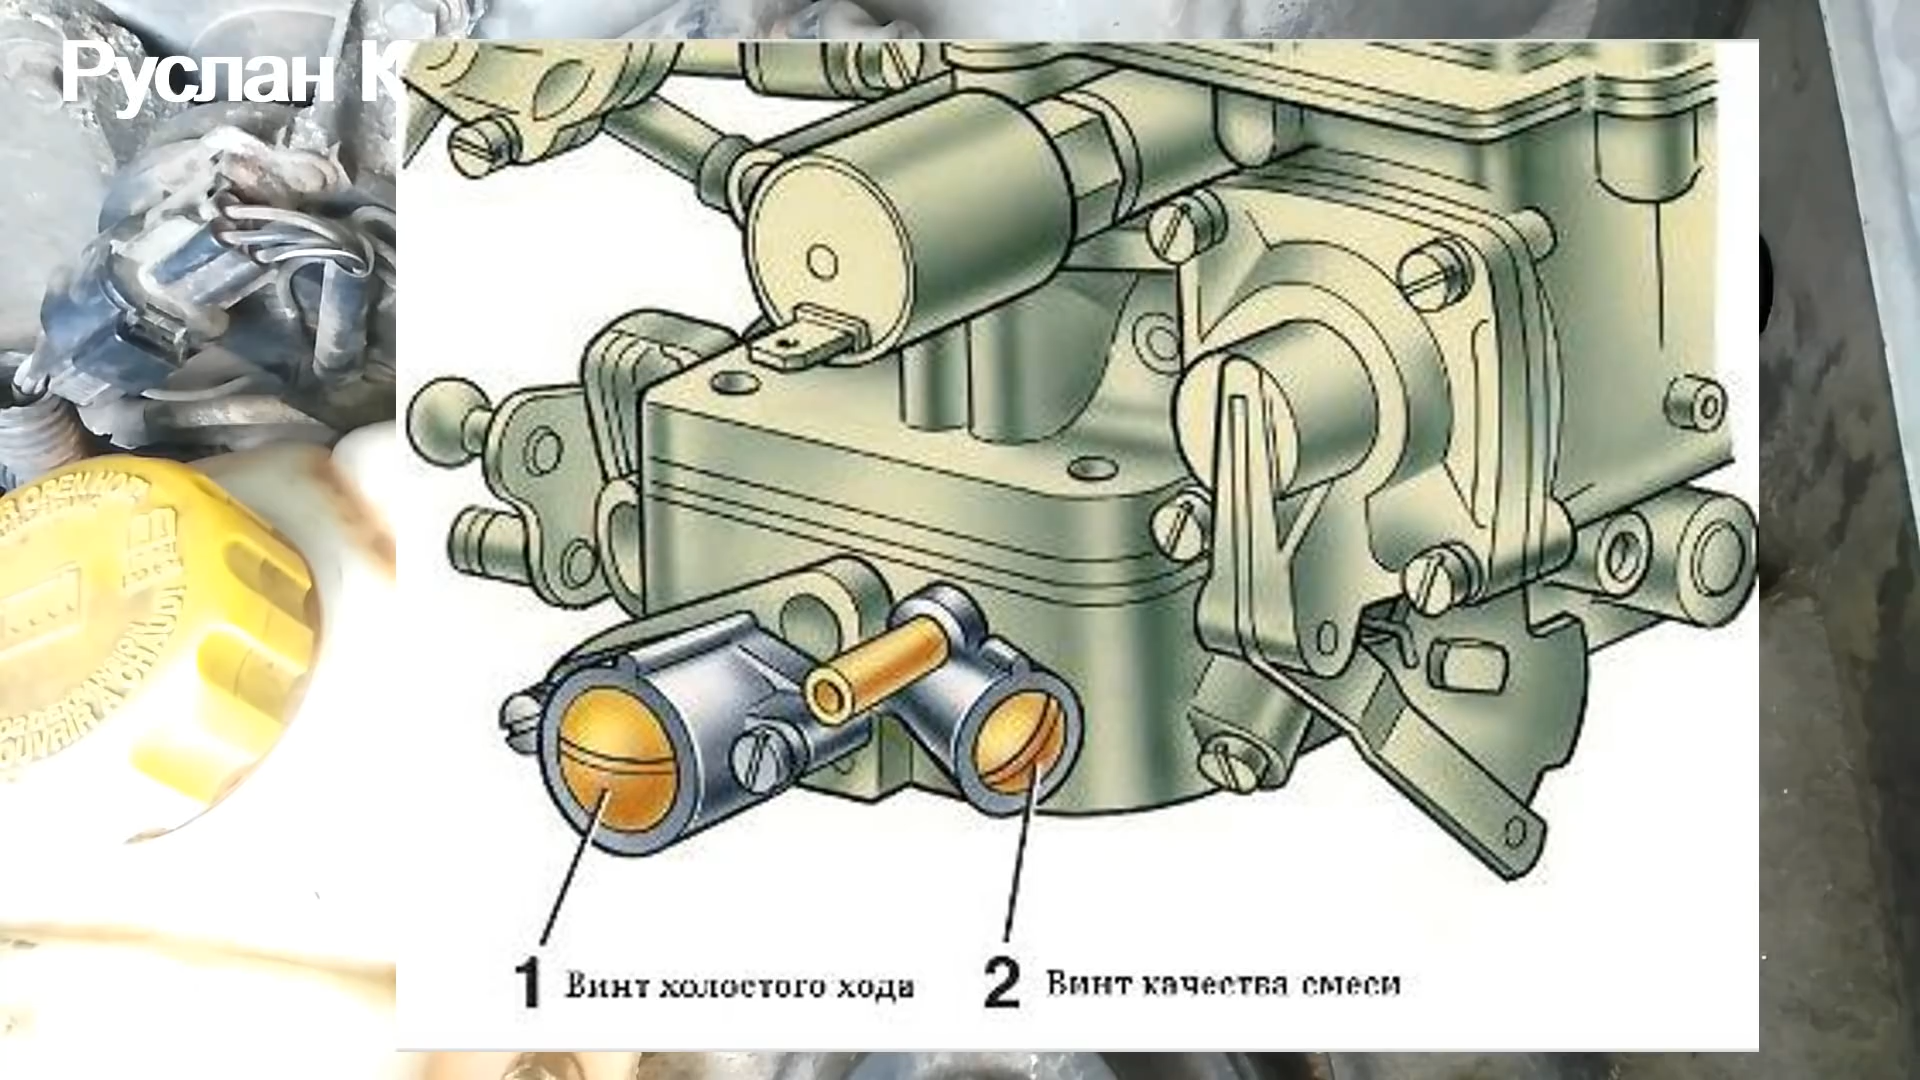 Руслан К
1 Винт холостого хода
2 Винт качества смеси